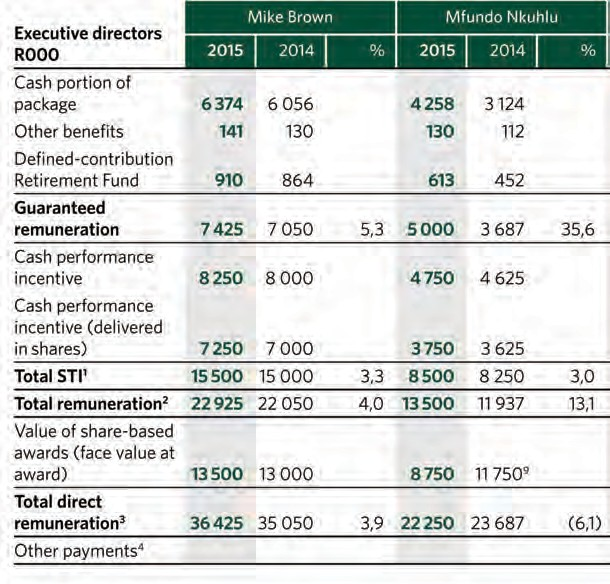 Mike Brown Mfundo Nkuhlu
Executive directors
R000 2015 2014 % 2015 2014 %
Cash portion of
package 6 374 6 056 4 258 3 124
Other benefits 141 130 130 112
Defined-contribution
Retirement Fund 910 864 613 452
Guaranteed
remuneration 7 425 7 050 5,3 5 000 3 687 35,6
Cash performance
incentive 8 250 8 000 4 750 4 625
Cash performance
incentive (delivered
in shares) 7 250 7 000 3 750 3 625
Total STI¹ 15 500 15 000 3,3 8 500 8 250 3,0
Total remuneration² 22 925 22 050 4,0 13 500 11 937 13,1
Value of share-based
awards (face value at
award) 13 500 13 000 8 750 11 750⁹
Total direct
remuneration³ 36 425 35 050 3,9 22 250 23 687 (6,1)
Other payments⁴